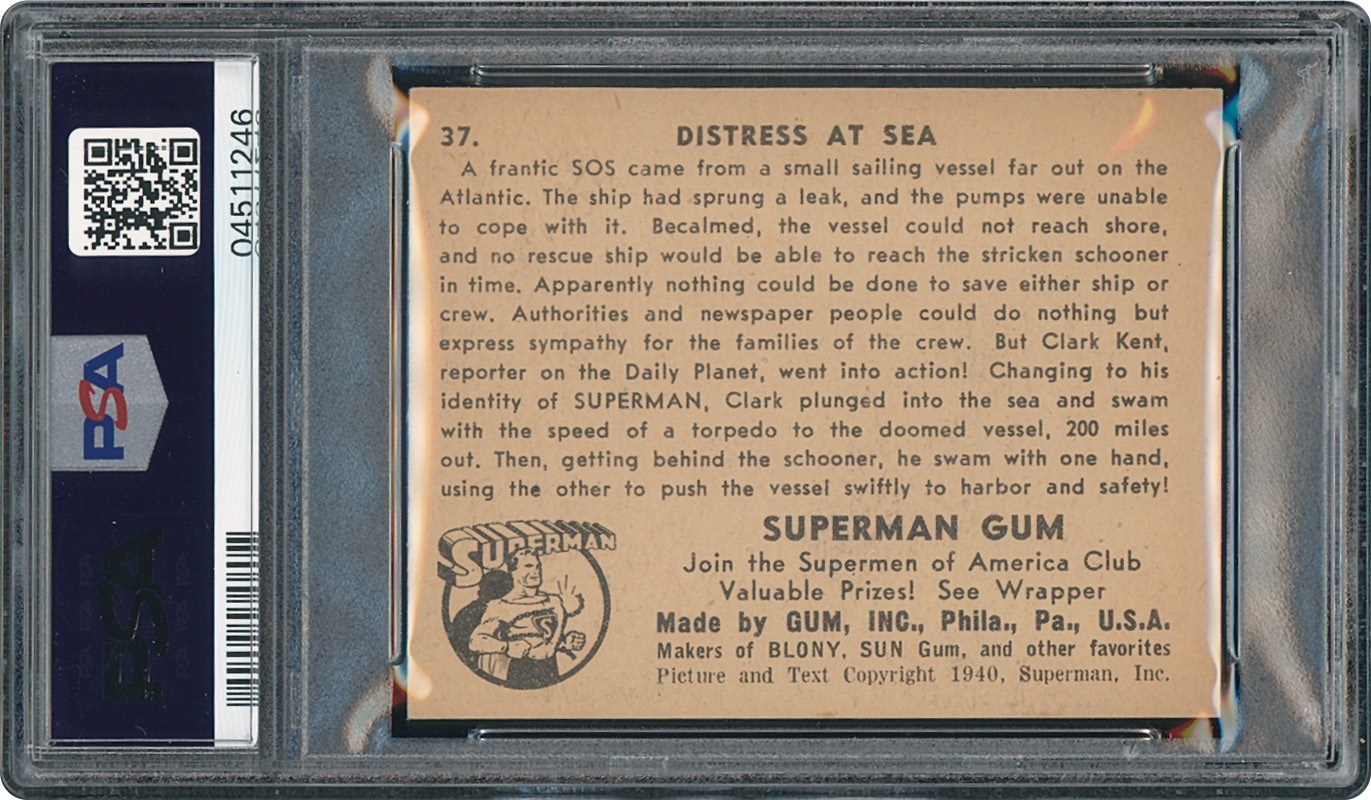 04511246
PSA
PSA
37.
DISTRESS AT SEA
A frantic SOS came from a small sailing vessel far out on the
Atlantic. The ship had sprung a leak, and the pumps were unable
to cope with it. Becalmed, the vessel could not reach shore,
and no rescue ship would be able to reach the stricken schooner
in time. Apparently nothing could be done to save either ship or
crew. Authorities and newspaper people could do nothing but
express sympathy for the families of the crew. But Clark Kent,
reporter on the Daily Planet, went into action! Changing to his
identity of SUPERMAN, Clark plunged into the sea and swam
with the speed of a torpedo to the doomed vessel, 200 miles
out. Then, getting behind the schooner, he swam with one hand,
using the other to push the vessel swiftly to harbor and safety!
SUPERMAN
S
SUPERMAN GUM
Join the Supermen of America Club
Valuable Prizes! See Wrapper
Made by GUM, INC., Phila., Pa., U.S.A.
Makers of BLONY, SUN Gum, and other favorites
Picture and Text Copyright 1940, Superman, Inc.